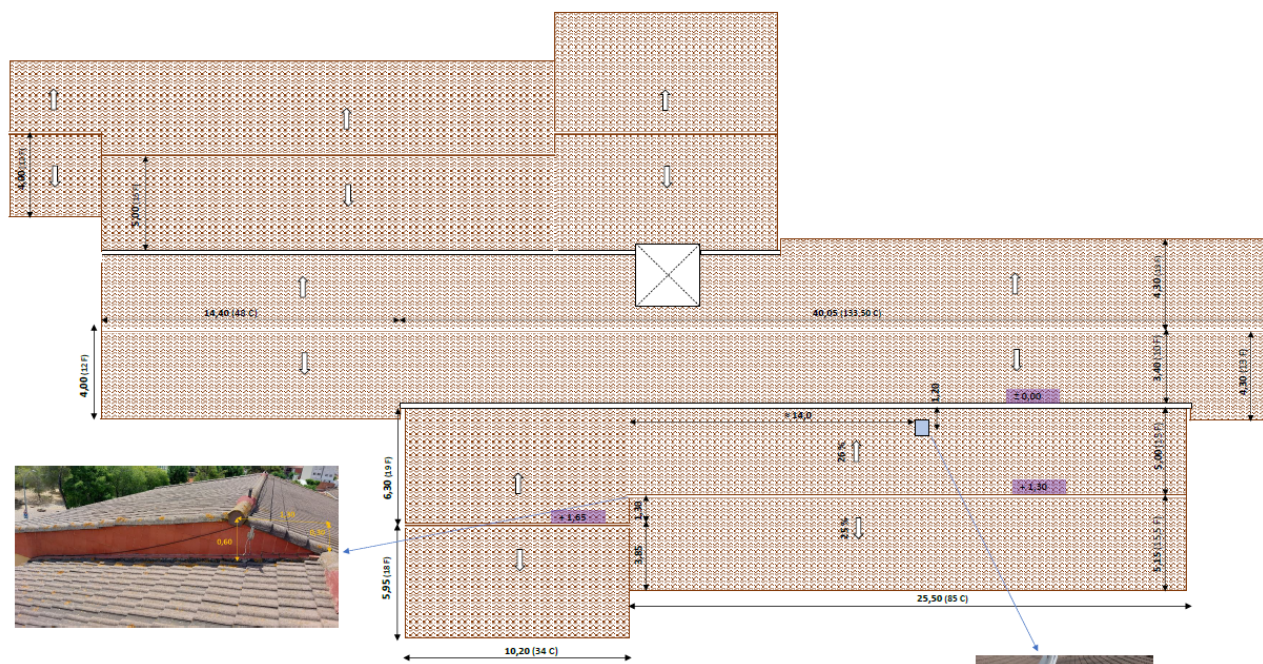 4,00 (12 F)
5,00 (15 F)
14,40 (48 C)
40,05 (133,50 C)
4,30 (13 F)
4,00 (12 F)
3,40 (10 F)
4,30 (13 F)
1,20
± 0,00
≈ 14,0
26 %
5,00 (15 F)
6,30 (19 F)
+ 1,30
+ 1,65
1,30
0,60
3,85
25 %
5,15 (15,5 F)
5,95 (18 F)
25,50 (85 C)
10,20 (34 C)